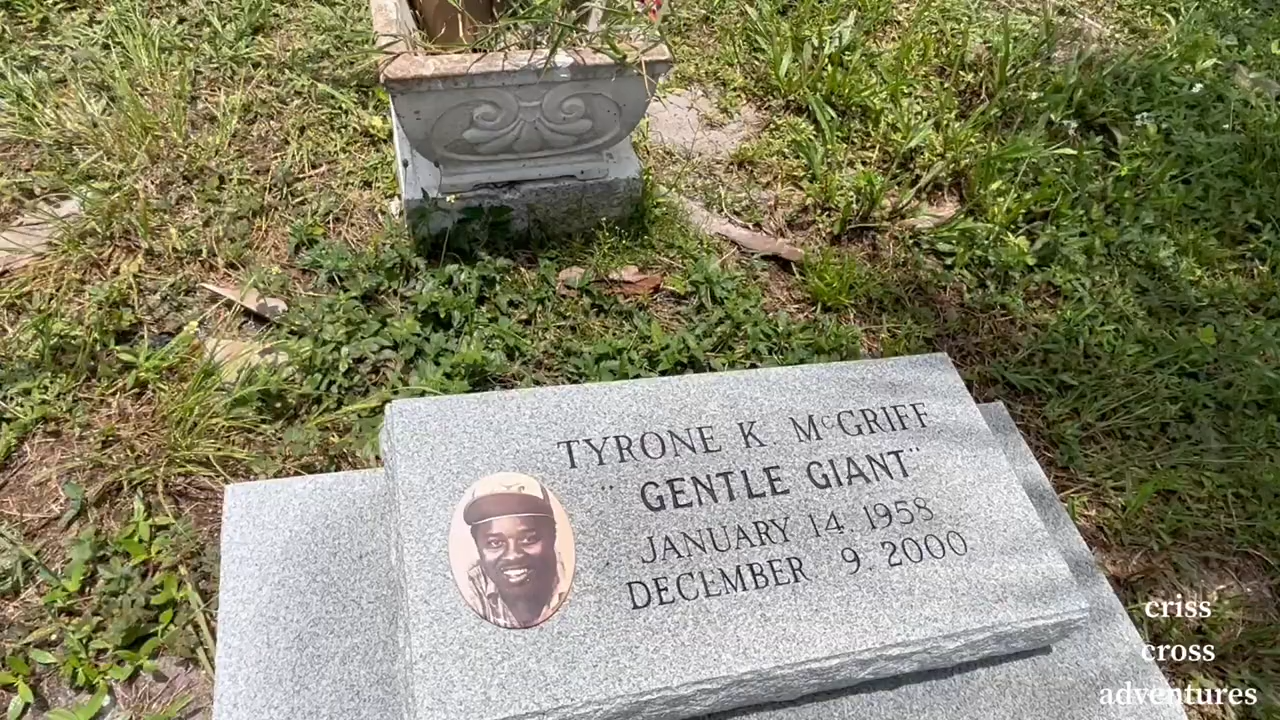 TYRONE K. McGRIFF
"GENTLE GIANT"
JANUARY 14 1958
DECEMBER 9. 2000
criss
cross
adventures